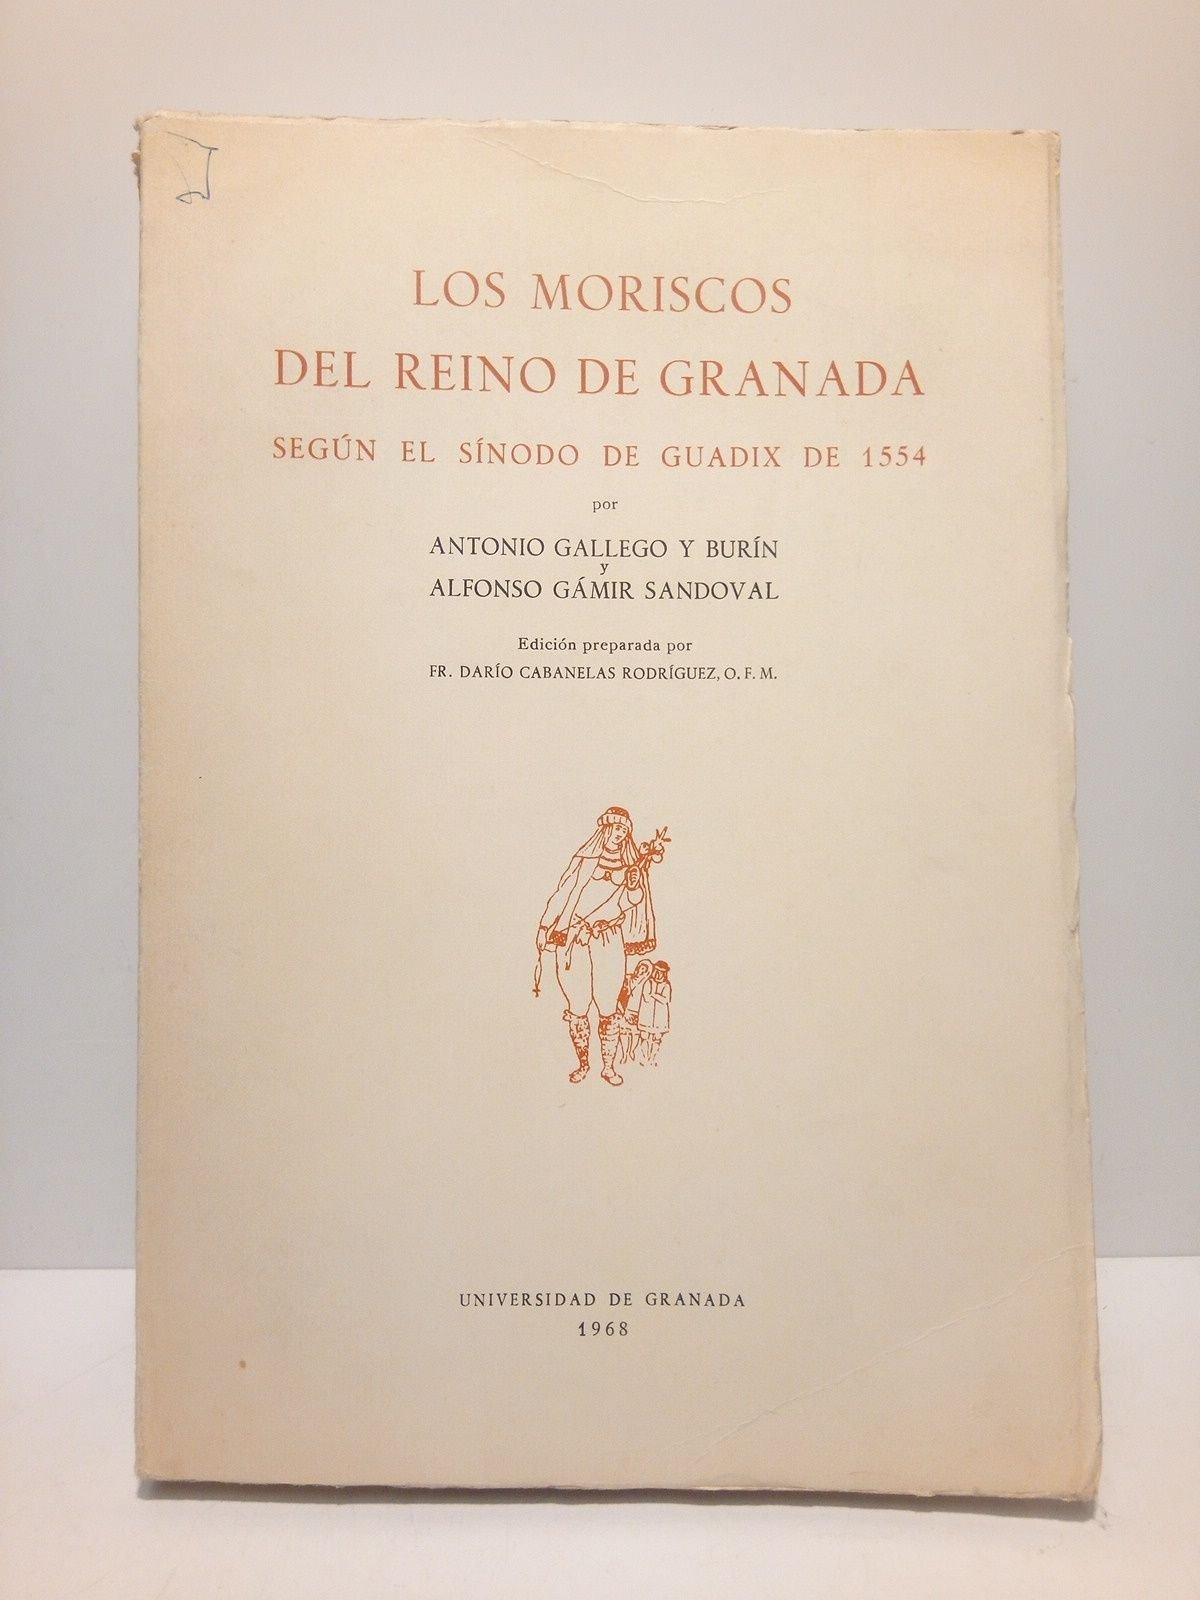 LOS MORISCOS
DEL REINO DE GRANADA
SEGÚN EL SÍNODO DE GUADIX DE 1554
por
ANTONIO GALLEGO Y BURÍN
y
ALFONSO GÁMIR SANDOVAL
Edición preparada por
FR. DARÍO CABANELAS RODRÍGUEZ, O. F. M.
UNIVERSIDAD DE GRANADA
1968